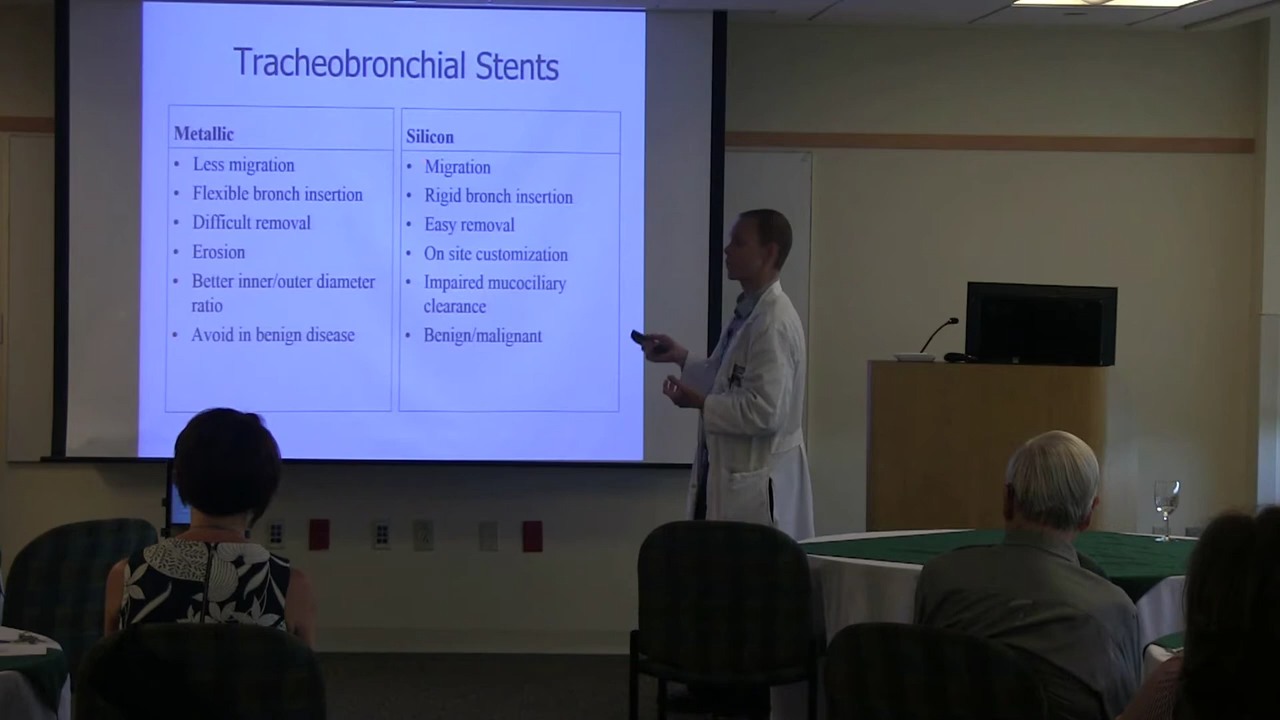 Tracheobronchial Stents
Metallic
• Less migration
• Flexible bronch insertion
• Difficult removal
• Erosion
• Better inner/outer diameter
ratio
• Avoid in benign disease
Silicon
• Migration
• Rigid bronch insertion
• Easy removal
• On site customization
• Impaired mucociliary
clearance
• Benign/malignant